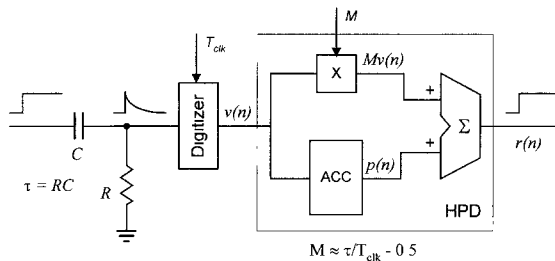 M
T_clk
X
Mv(n)
+
Digitizer
v(n)
Σ
r(n)
C
+
τ = RC
R
ACC
p(n)
HPD
M ≈ τ/T_clk - 0 5